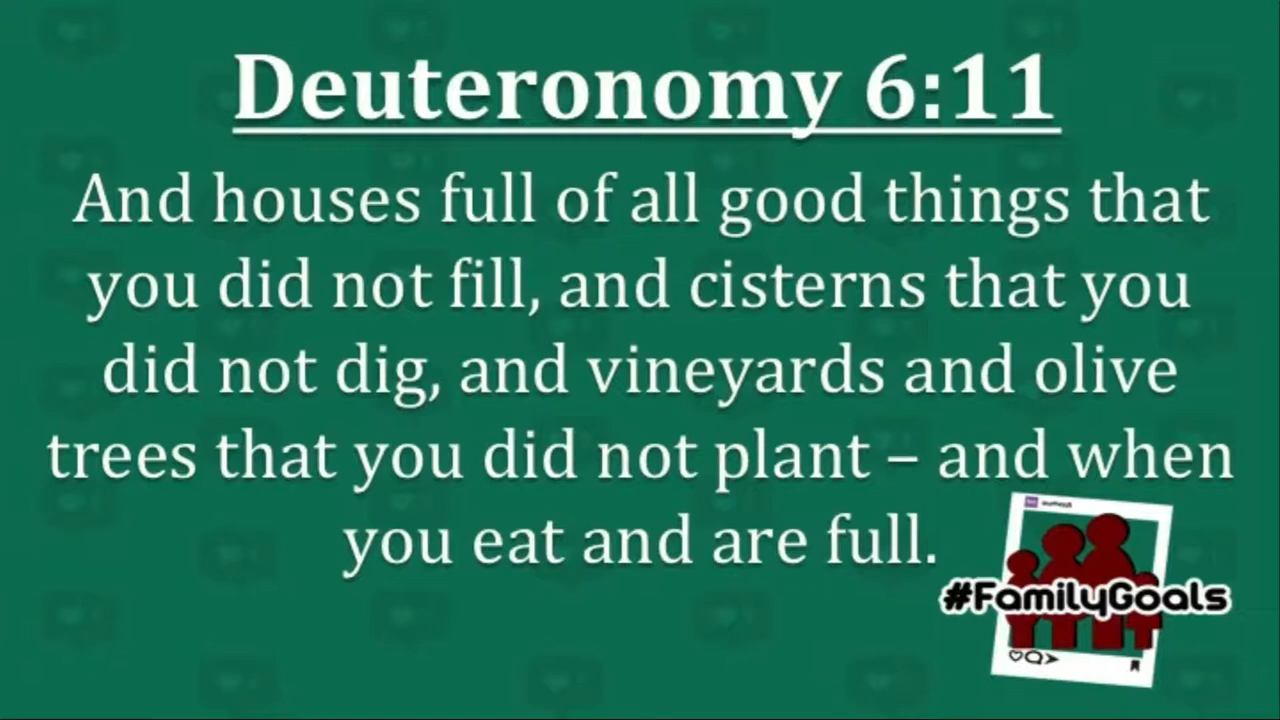 Deuteronomy 6:11
And houses full of all good things that
you did not fill, and cisterns that you
did not dig, and vineyards and olive
trees that you did not plant – and when
you eat and are full.
#FamilyGoals